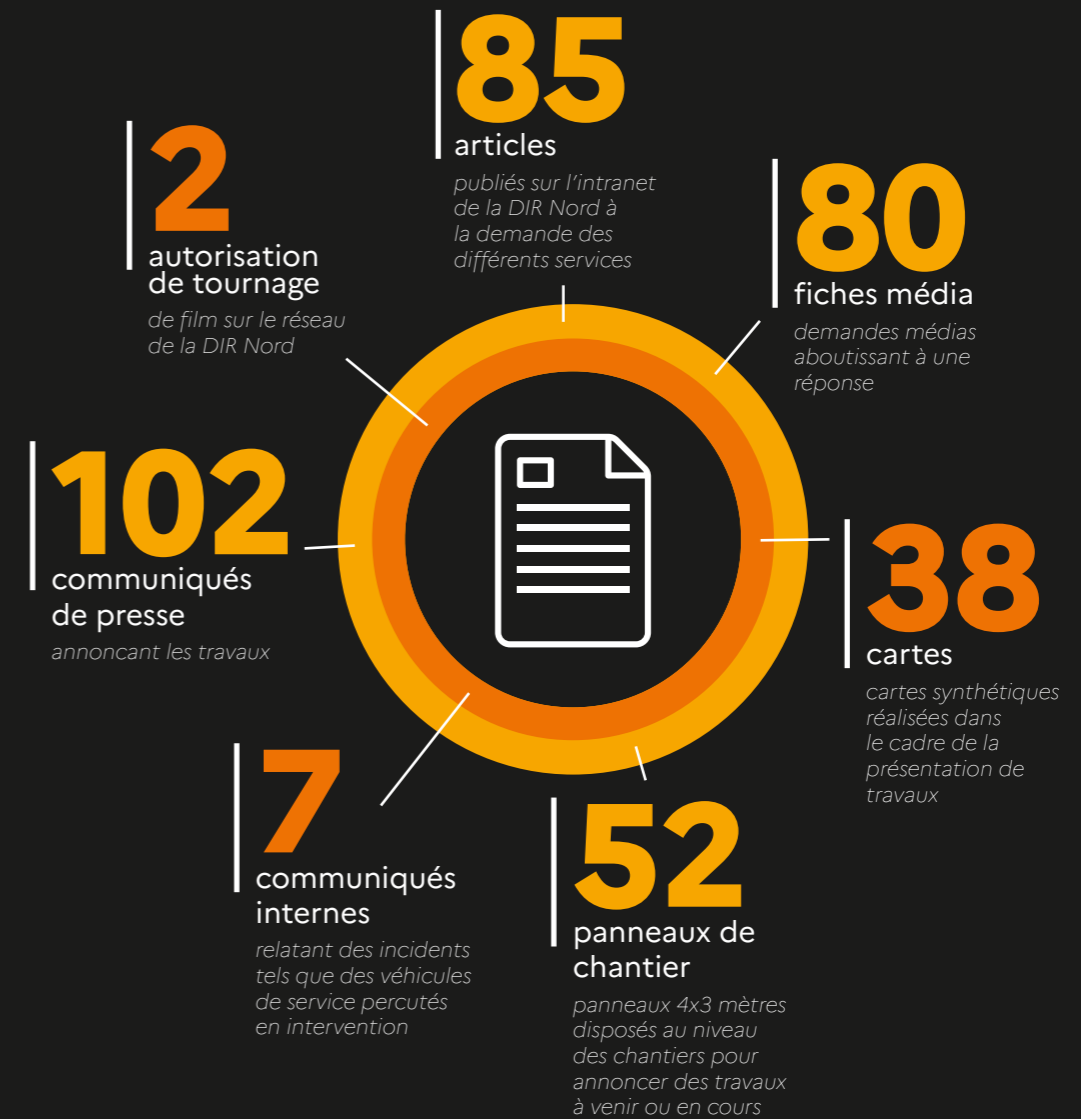 85
articles
publiés sur l’intranet
de la DIR Nord à
la demande des
différents services
2
autorisation
de tournage
de film sur le réseau
de la DIR Nord
80
fiches média
demandes médias
aboutissant à une
réponse
102
communiqués
de presse
annoncant les travaux
38
cartes
cartes synthétiques
réalisées dans
le cadre de la
présentation de
travaux
7
communiqués
internes
relatant des incidents
tels que des véhicules
de service percutés
en intervention
52
panneaux de
chantier
panneaux 4x3 mètres
disposés au niveau
des chantiers pour
annoncer des travaux
à venir ou en cours